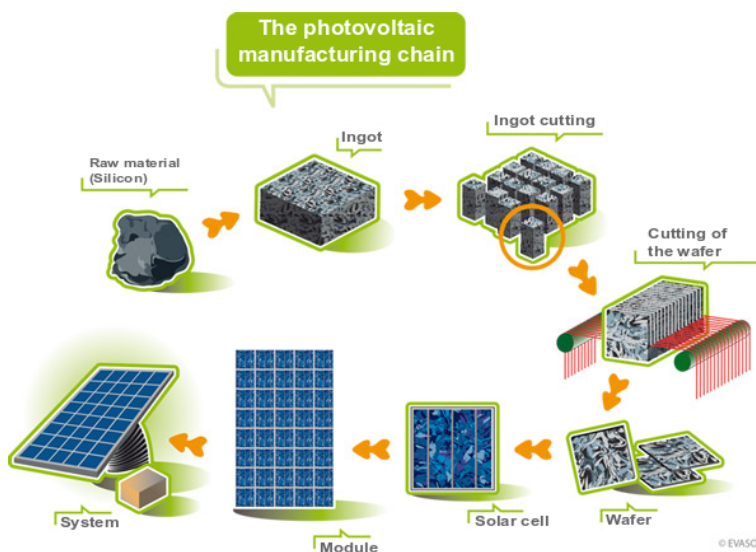 The photovoltaic
manufacturing chain
Raw material
(Silicon)
Ingot
Ingot cutting
Cutting of
the wafer
Wafer
Solar cell
Module
System